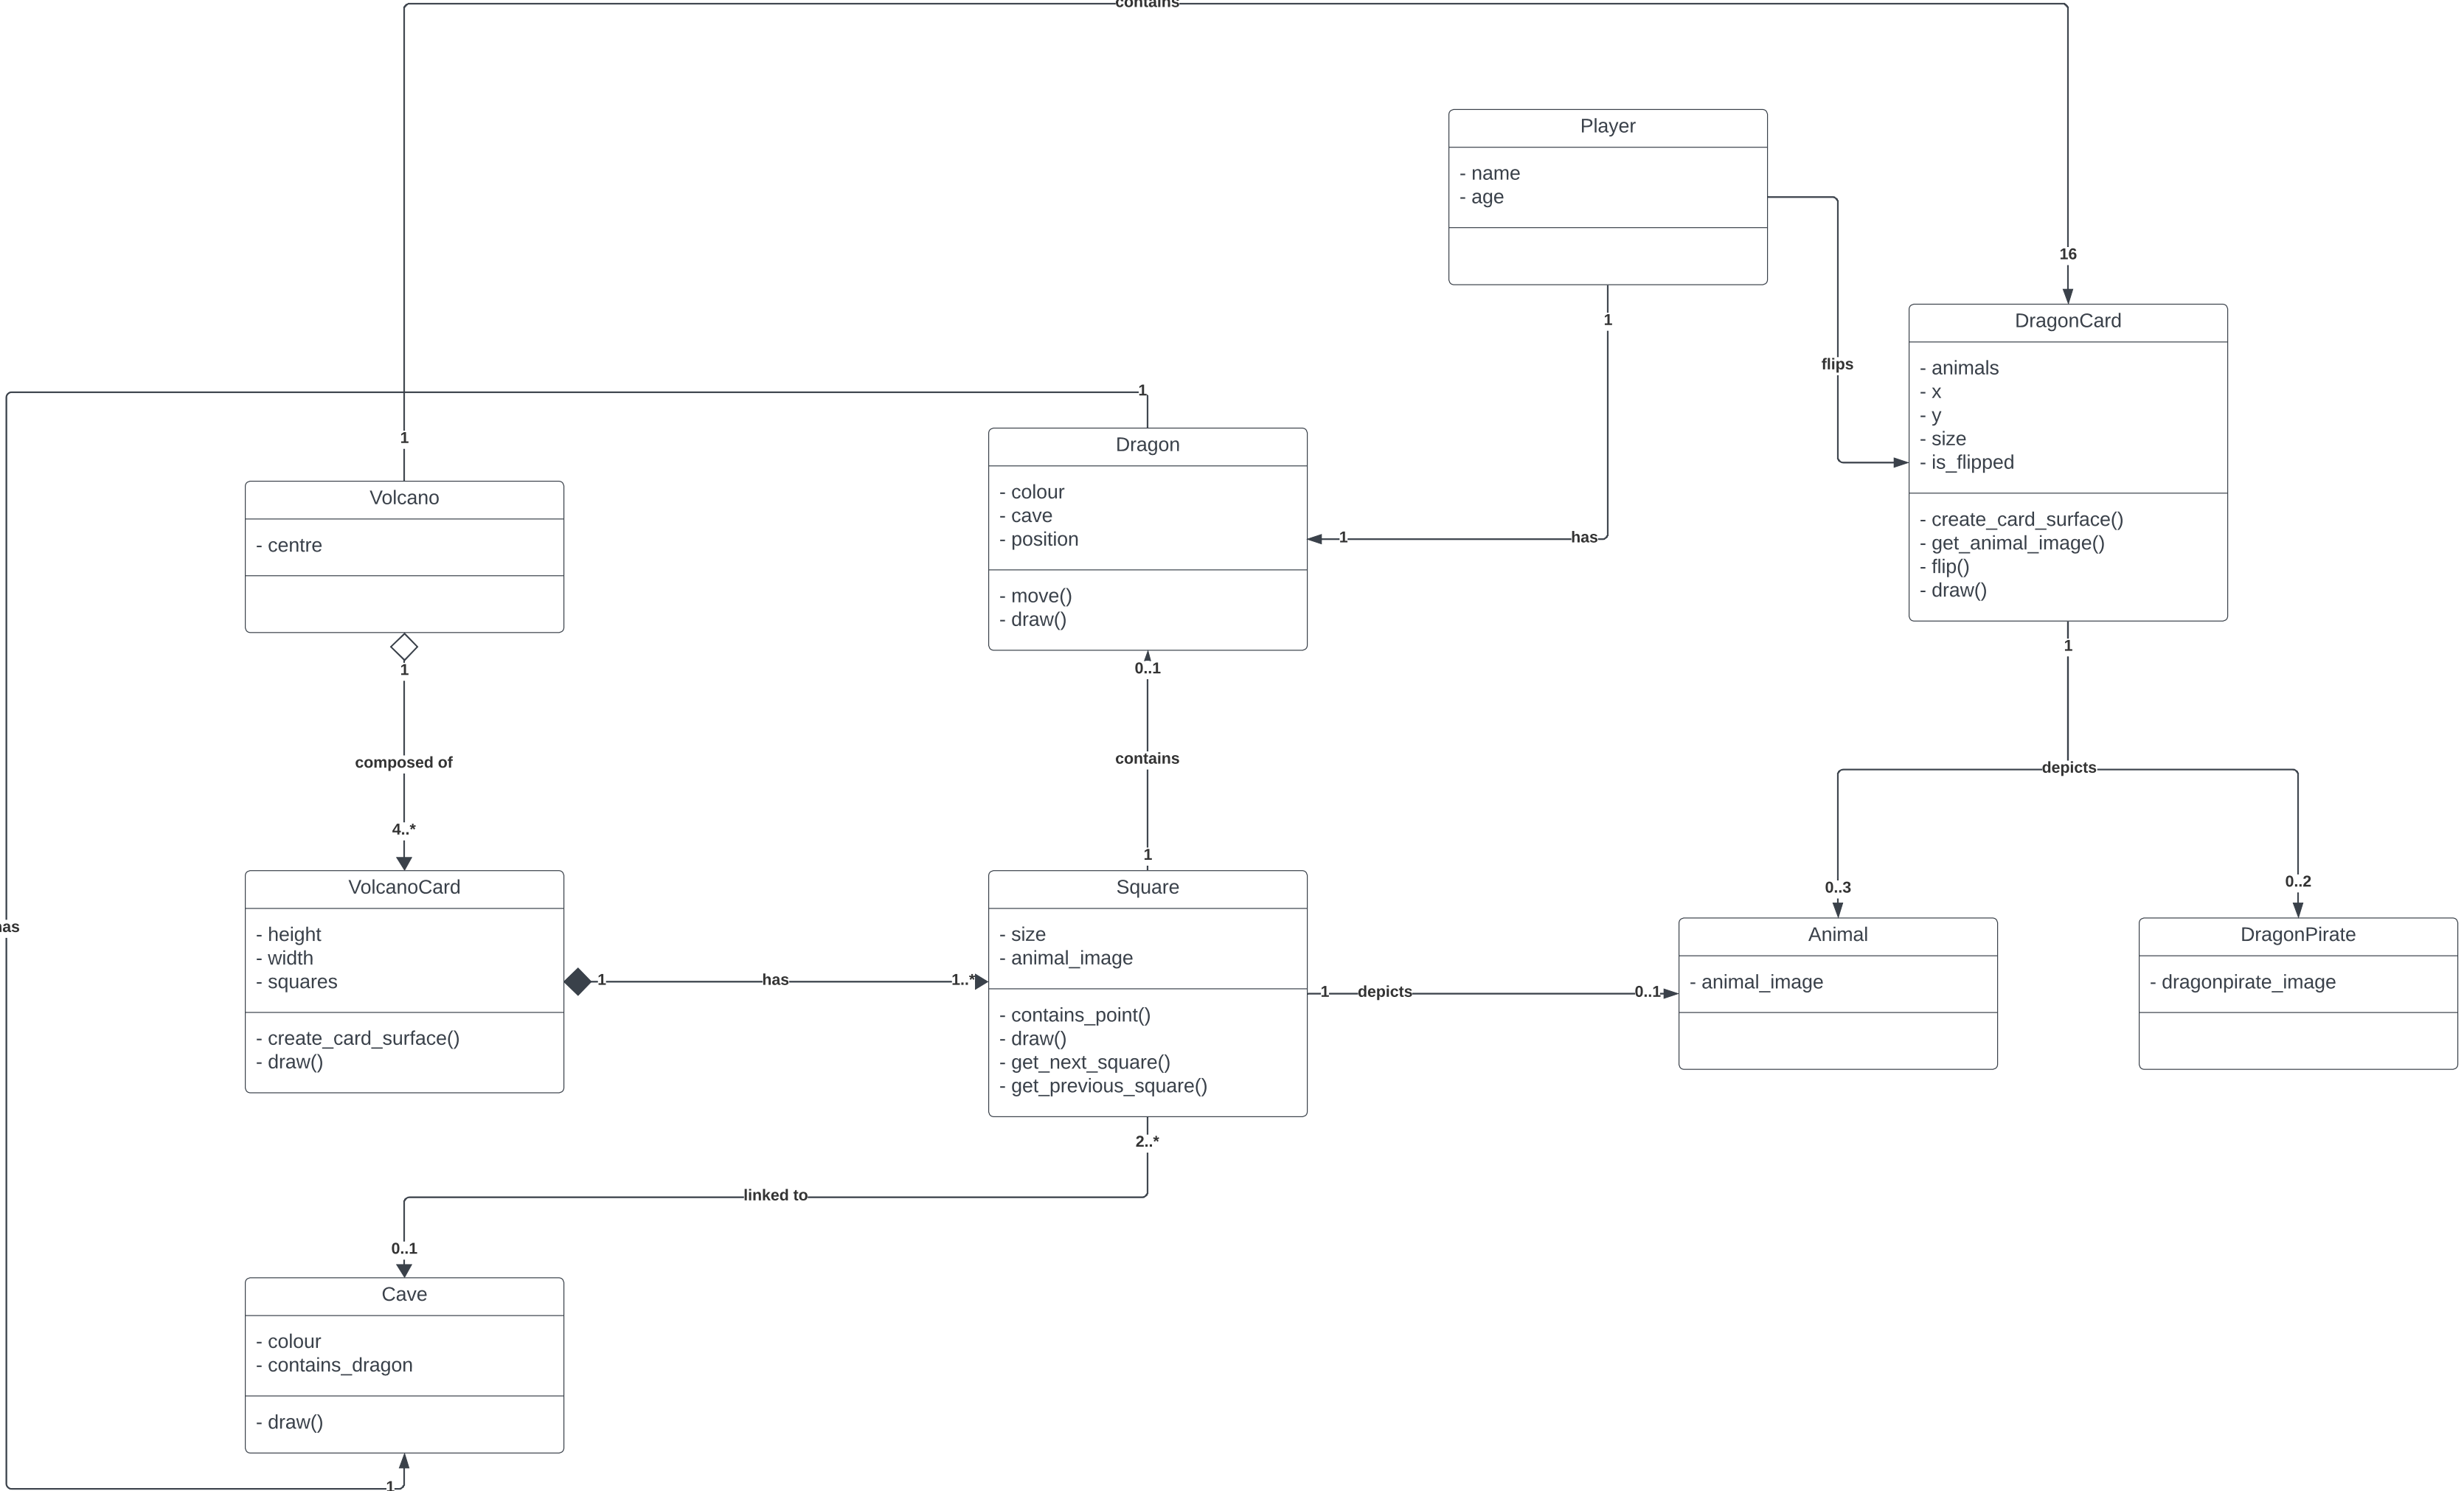 contains
Player
- name
- age
16
flips
1
DragonCard
- animals
- x
- y
- size
- is_flipped
- create_card_surface()
- get_animal_image()
- flip()
- draw()
1
1
Dragon
- colour
- cave
- position
- move()
- draw()
1
has
Volcano
- centre
1
composed of
4..*
0..1
contains
1
1
depicts
0..3
0..2
VolcanoCard
- height
- width
- squares
- create_card_surface()
- draw()
1
has
1..*
Square
- size
- animal_image
- contains_point()
- draw()
- get_next_square()
- get_previous_square()
1
depicts
0..1
Animal
- animal_image
DragonPirate
- dragonpirate_image
2..*
linked to
0..1
Cave
- colour
- contains_dragon
- draw()
1